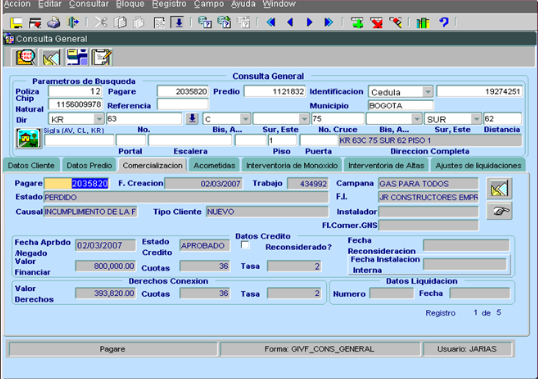 Acción Editar Consultar Bloque Registro Campo Ayuda Window
Consulta General
Consulta General
Parametros de Busqueda
Poliza 12 Pagare 2035820 Predio 1121832 Identificacion Cedula 19274251
Chip Natural 1156009978 Referencia Municipio BOGOTA
Dir KR 63 C 75 SUR 62
Sigla (AV, CL, KR) No. Bis, A... Sur, Este No. Cruce Bis, A... Sur, Este Distancia
1 KR 63C 75 SUR 62 PISO 1
Portal Escalera Piso Puerta Direccion Completa
Datos Cliente Datos Predio Comercializacion Acometidas Interventoria de Monoxido Interventoria de Altas Ajustes de liquidaciones
Pagare 2035820 F. Creacion 02/03/2007 Trabajo 434992 Campana GAS PARA TODOS
Estado PERDIDO F.I. JR CONSTRUCTORES EMPR
Causal INCUMPLIMIENTO DE LA F Tipo Cliente NUEVO Instalador
FI.Comer.GNS
Datos Credito
Fecha Aprbdo /Negado 02/03/2007 Estado Credito APROBADO Reconsiderado? Fecha Reconsideracion
Valor Financiar 800,000.00 Cuotas 36 Tasa 2 Fecha Instalacion Interna
Derechos Conexion Datos Liquidacion
Valor Derechos 393,820.00 Cuotas 36 Tasa 2 Numero Fecha
Registro 1 de 5
Pagare Forma: GIVF_CONS_GENERAL Usuario: JARIAS